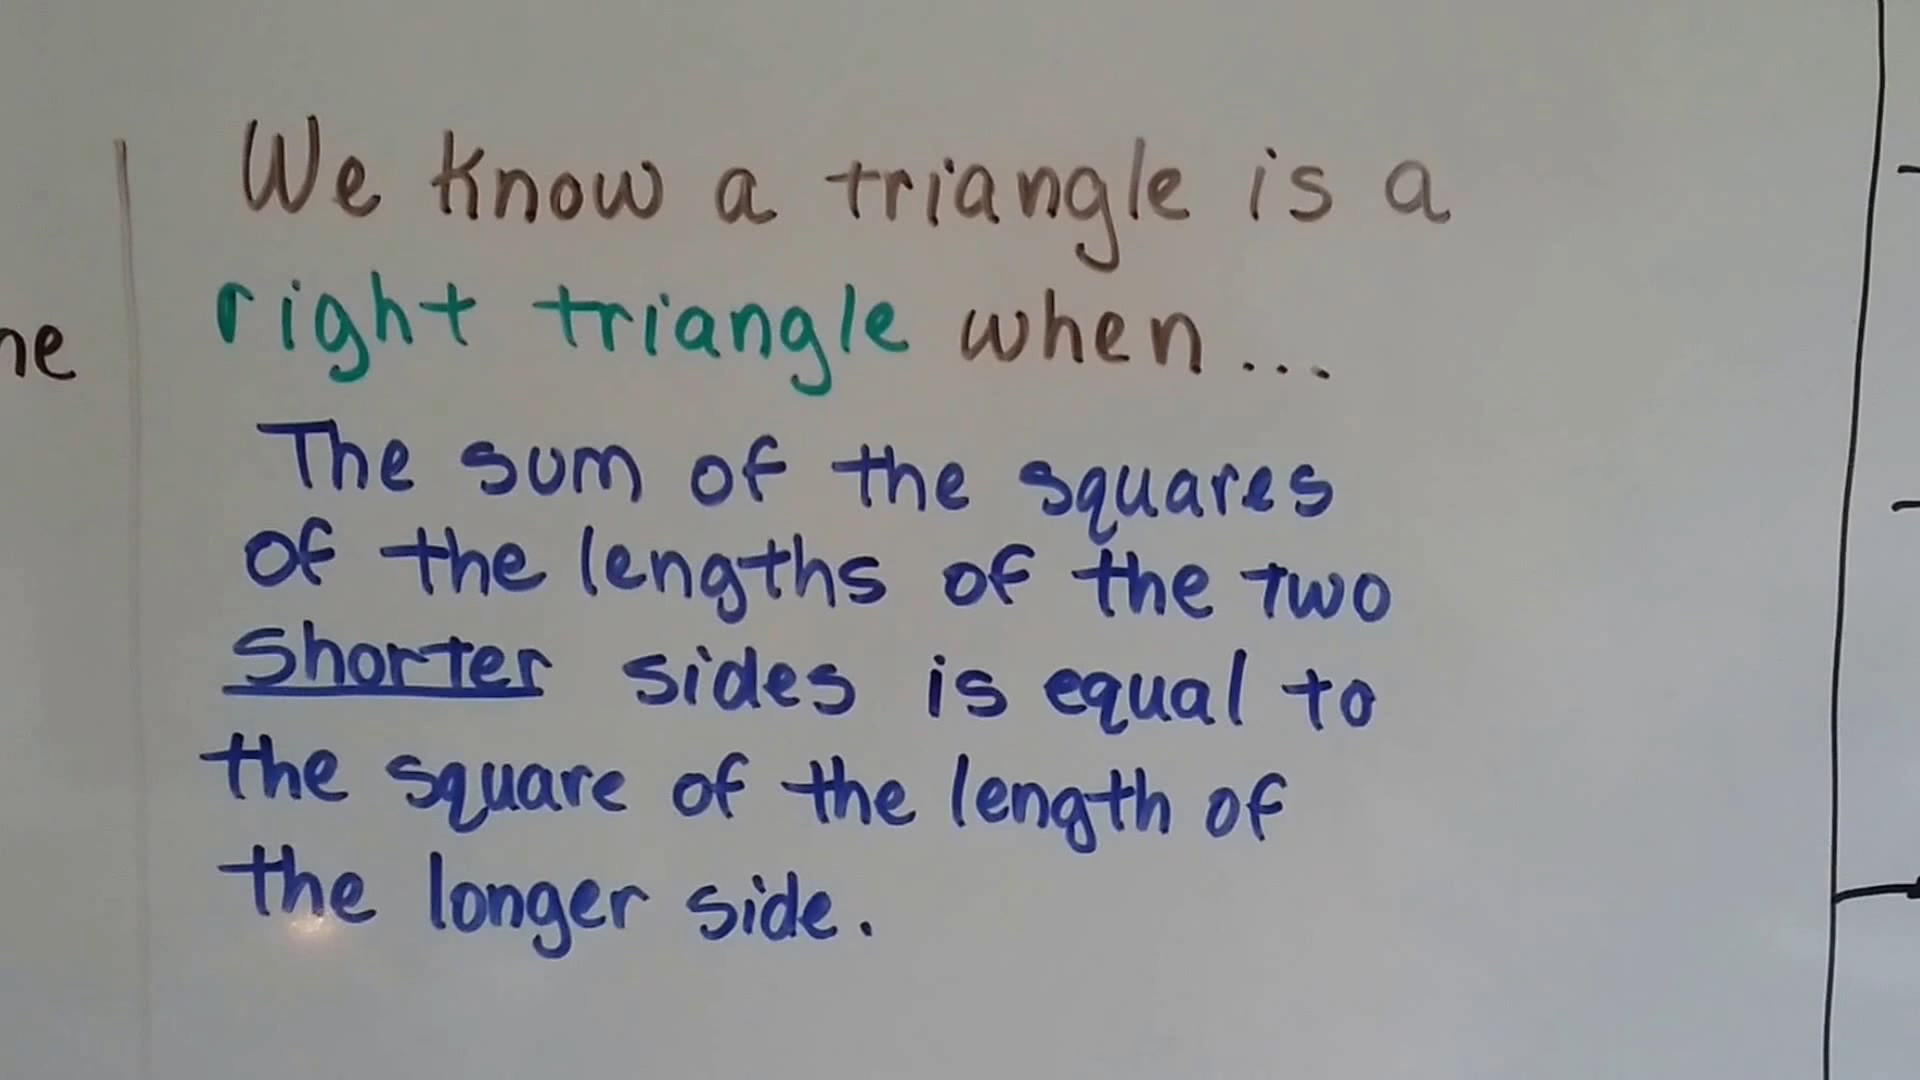 We know a triangle is a
right triangle when...
The sum of the squares
of the lengths of the two
shorter sides is equal to
the square of the length of
the longer side.